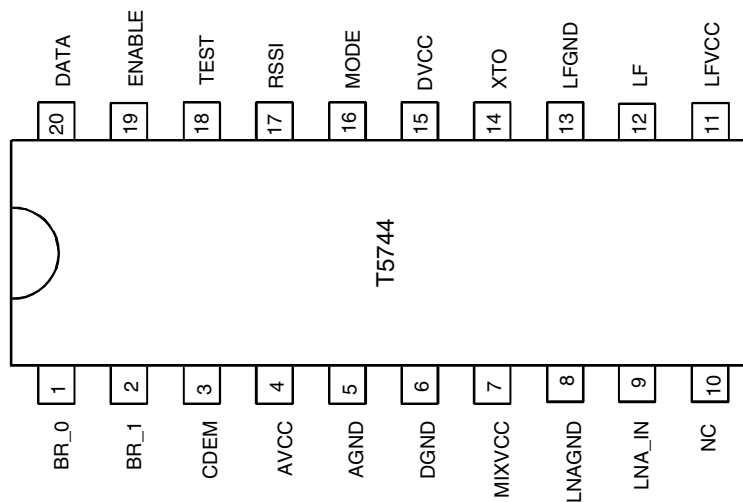 DATA
ENABLE
TEST
RSSI
MODE
DVCC
XTO
LFGND
LF
LFVCC
20
19
18
17
16
15
14
13
12
11
T5744
1
2
3
4
5
6
7
8
9
10
BR_0
BR_1
CDEM
AVCC
AGND
DGND
MIXVCC
LNAGND
LNA_IN
NC